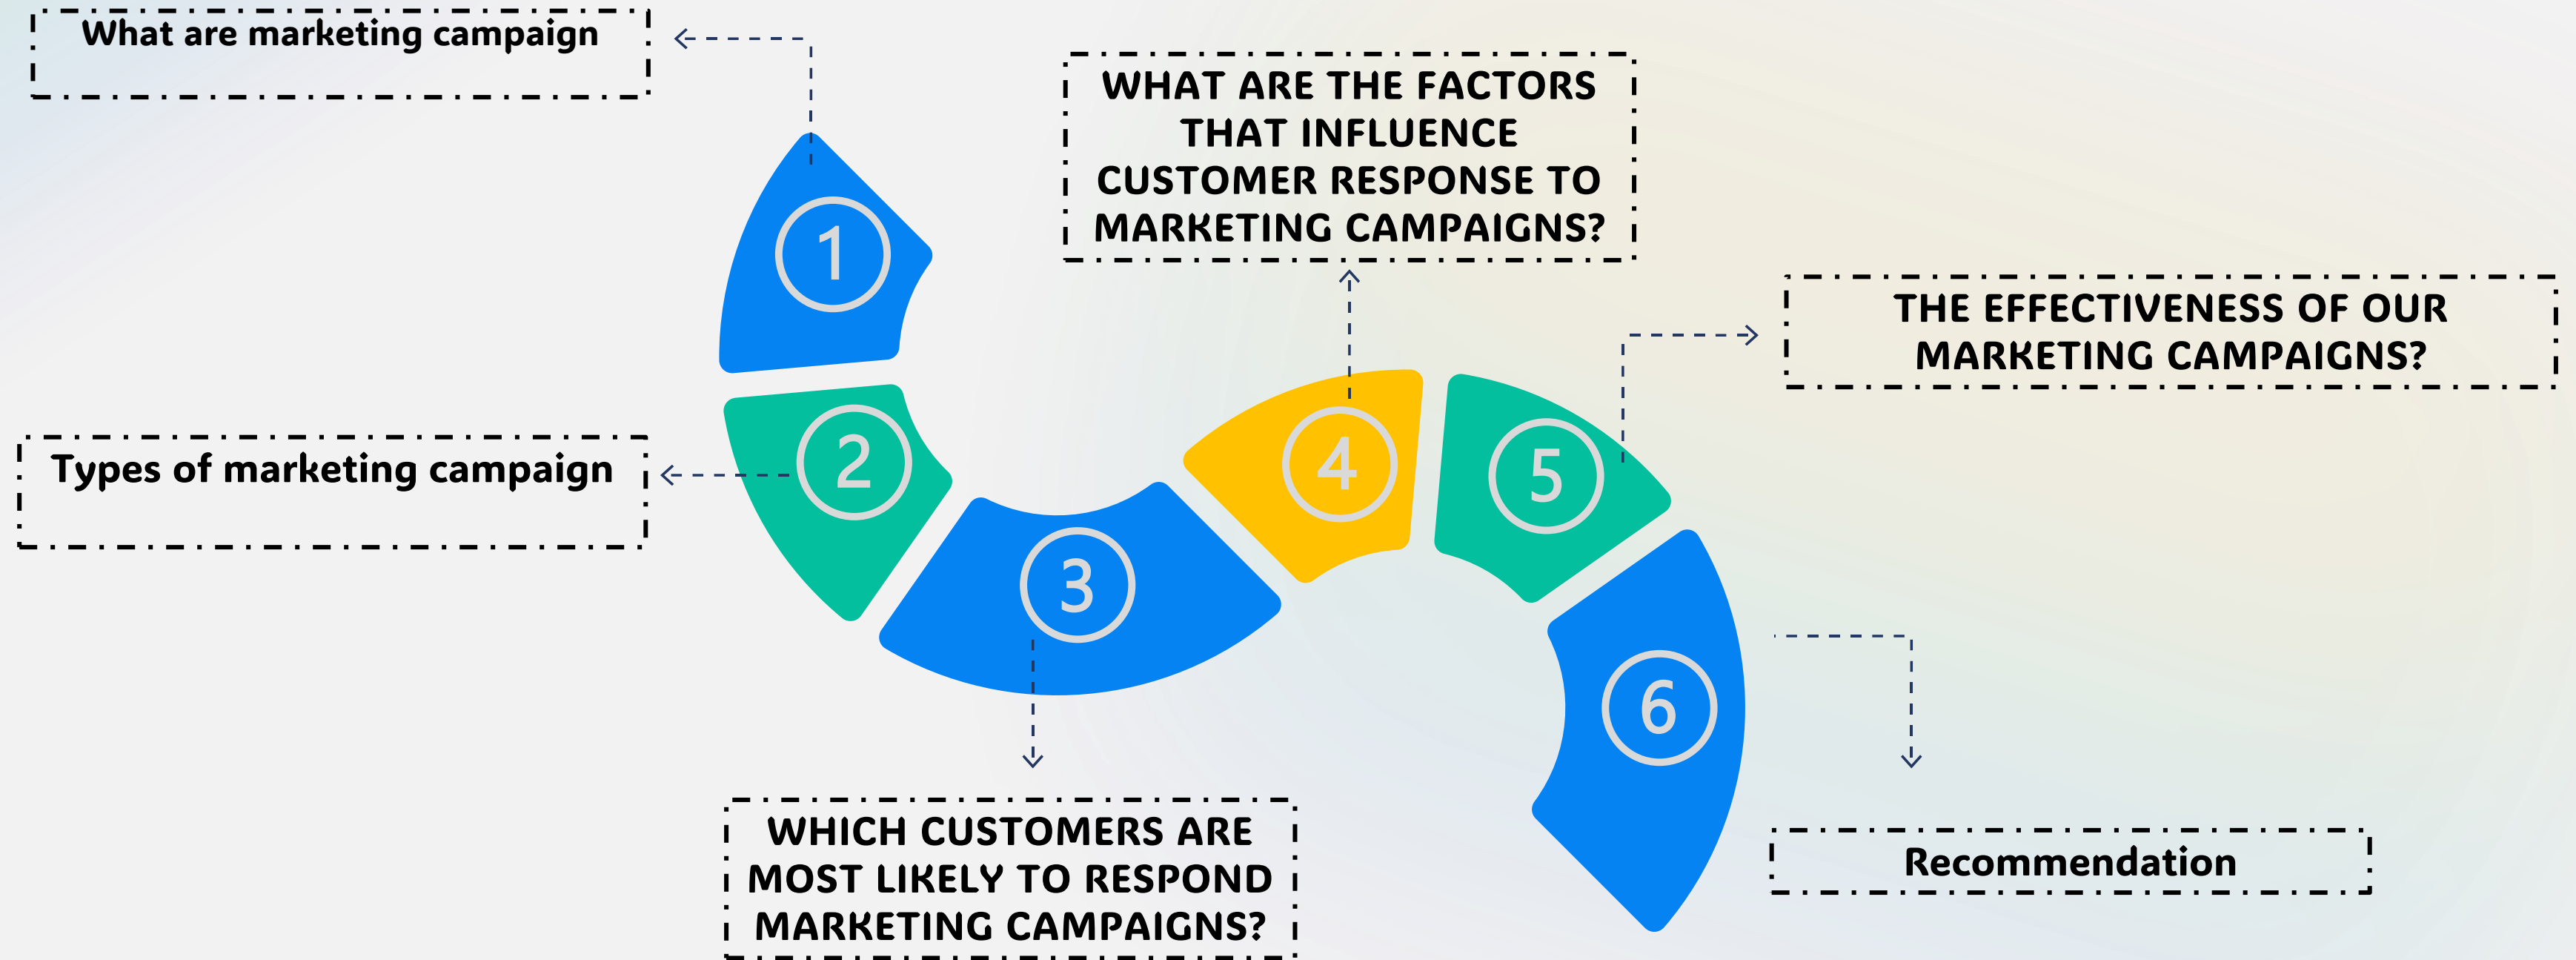 What are marketing campaign
1
Types of marketing campaign
2
3
WHICH CUSTOMERS ARE
MOST LIKELY TO RESPOND
MARKETING CAMPAIGNS?
WHAT ARE THE FACTORS
THAT INFLUENCE
CUSTOMER RESPONSE TO
MARKETING CAMPAIGNS?
4
THE EFFECTIVENESS OF OUR
MARKETING CAMPAIGNS?
5
6
Recommendation